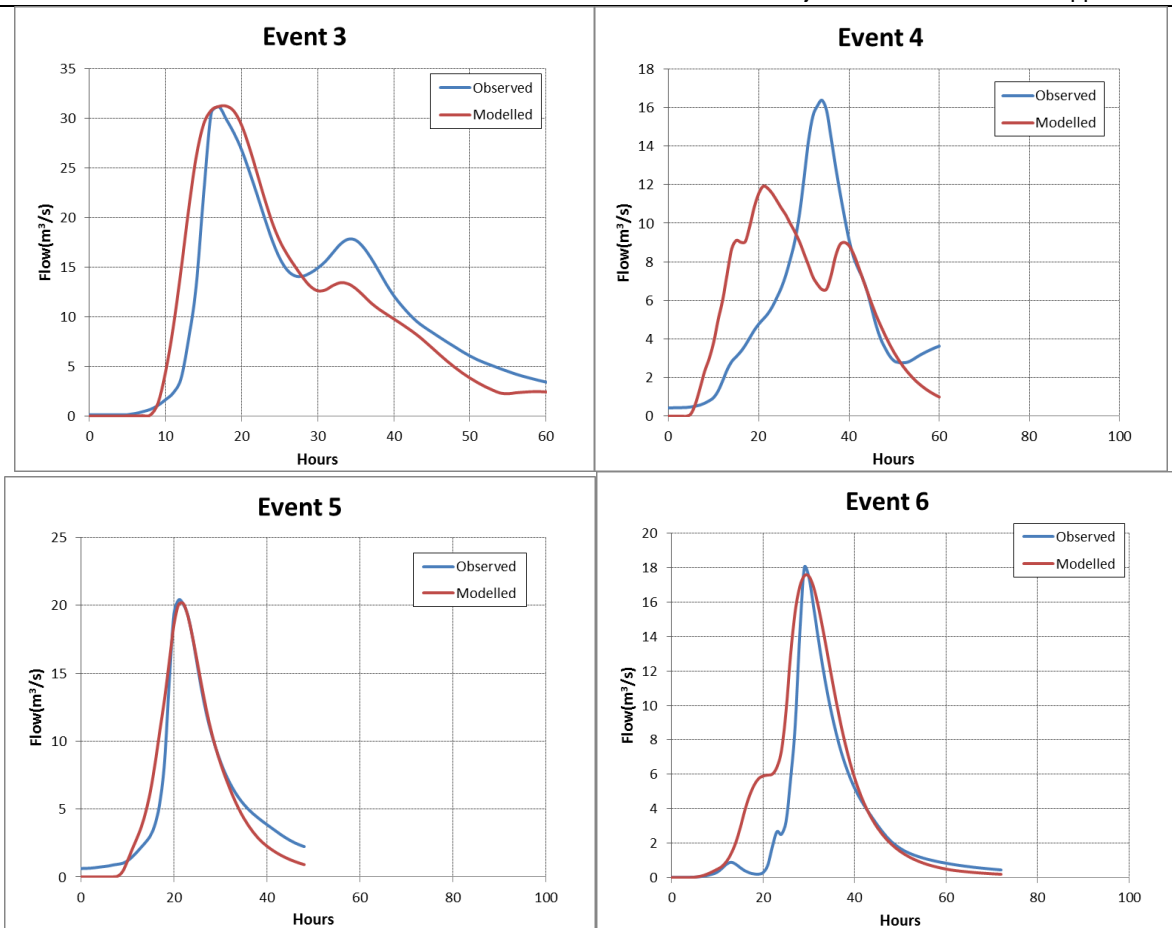 Event 3
35
30
25
20
15
10
5
0
Flow(m³/s)
Observed
Modelled
0 10 20 30 40 50 60
Hours
Event 4
18
16
14
12
10
8
6
4
2
0
Flow(m³/s)
Observed
Modelled
0 20 40 60 80 100
Hours
Event 5
25
20
15
10
5
0
Flow(m³/s)
Observed
Modelled
0 20 40 60 80 100
Hours
Event 6
20
18
16
14
12
10
8
6
4
2
0
Flow(m³/s)
Observed
Modelled
0 20 40 60 80 100
Hours